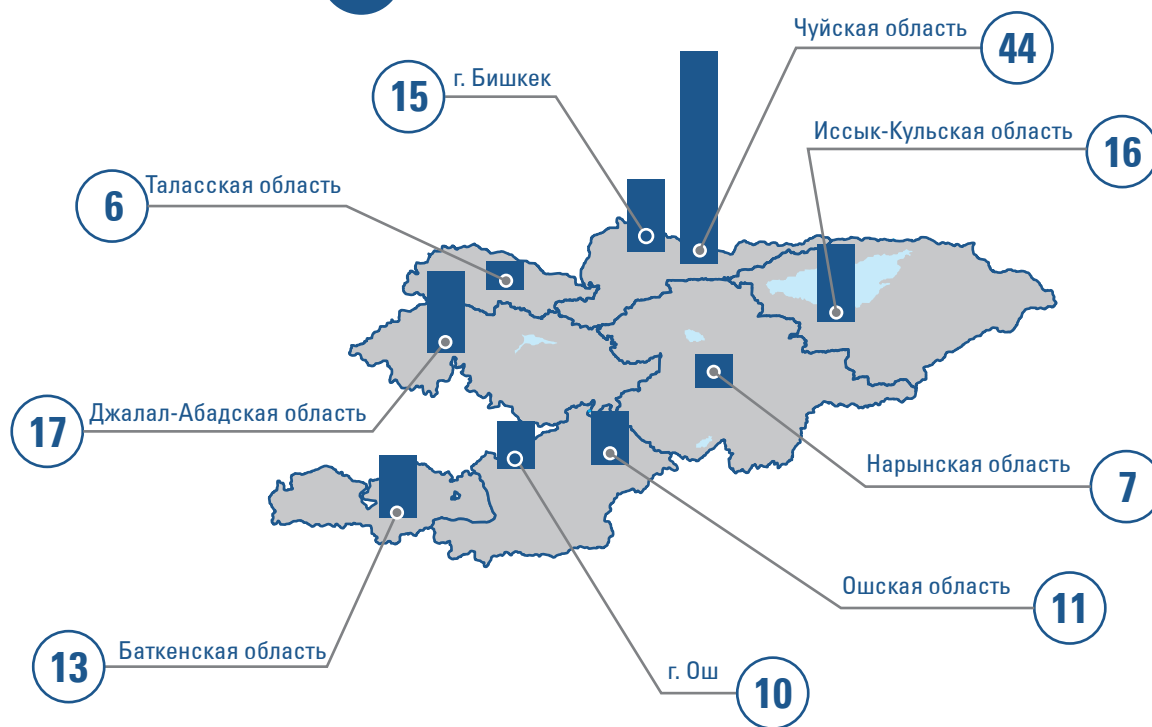 Чуйская область
44
г. Бишкек
15
Иссык-Кульская область
16
Таласская область
6
Джалал-Абадская область
17
Нарынская область
7
Ошская область
11
Баткенская область
13
г. Ош
10